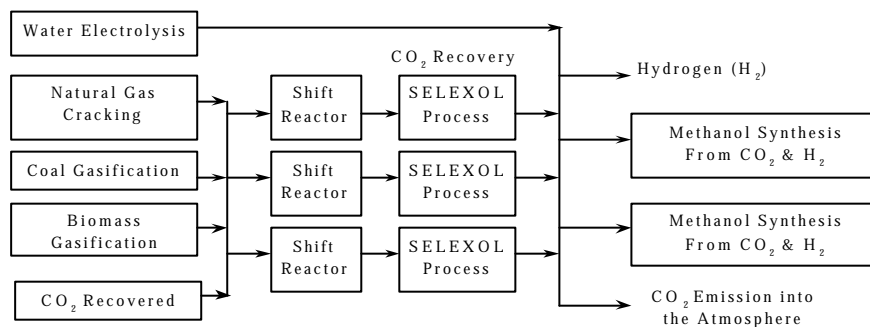 Water Electrolysis
CO₂ Recovery
Hydrogen (H₂)
Natural Gas
Cracking
Shift
Reactor
SELEXOL
Process
Methanol Synthesis
From CO₂ & H₂
Coal Gasification
Shift
Reactor
SELEXOL
Process
Biomass
Gasification
Shift
Reactor
SELEXOL
Process
Methanol Synthesis
From CO₂ & H₂
CO₂ Recovered
CO₂ Emission into
the Atmosphere